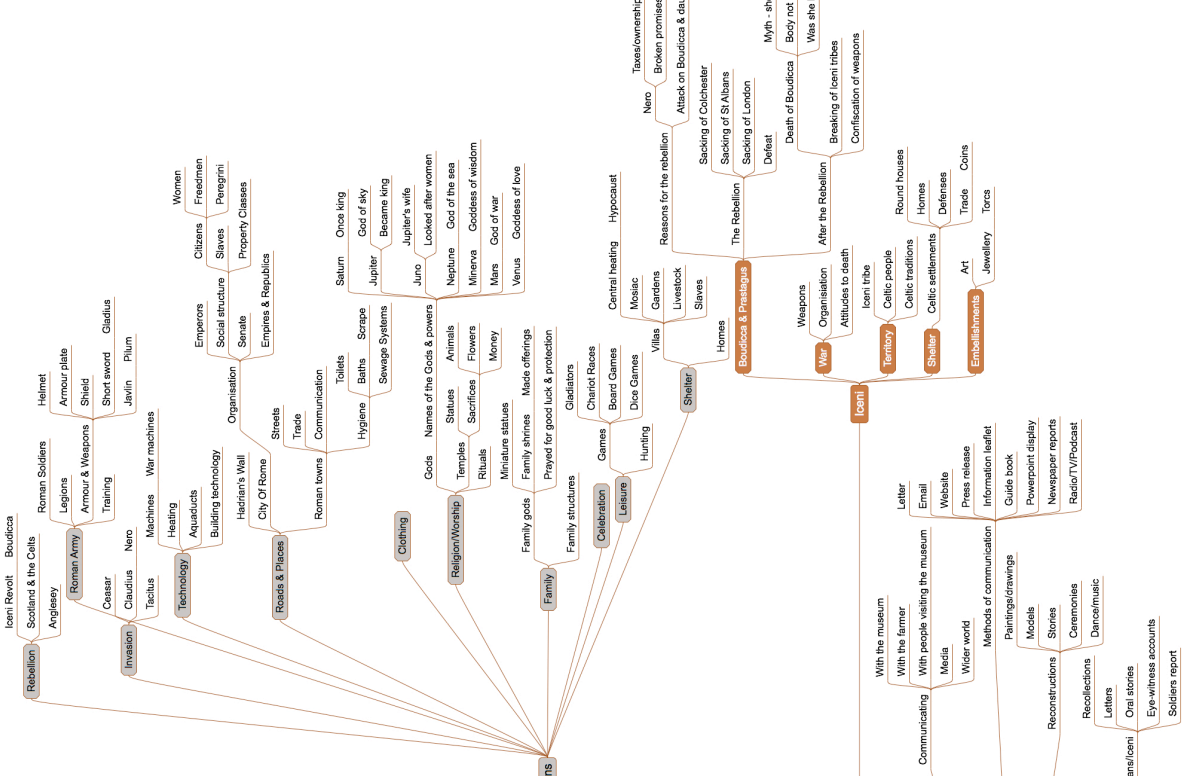 Rebellion
Iceni Revolt
Boudicca
Scotland & the Celts
Anglesey
Roman Army
Roman Soldiers
Legions
Armour & Weapons
Helmet
Armour plate
Shield
Short sword
Gladius
Javlin
Pilum
Training
Invasion
Ceasar
Claudius
Nero
Tacitus
Technology
Machines
War machines
Heating
Aquaducts
Building technology
Roads & Places
Hadrian's Wall
City Of Rome
Organisation
Emperors
Social structure
Citizens
Women
Freedmen
Peregrini
Slaves
Property Classes
Senate
Empires & Republics
Roman towns
Streets
Trade
Communication
Hygiene
Toilets
Baths
Scrape
Sewage Systems
Clothing
Religion/Worship
Gods
Names of the Gods & powers
Saturn
Once king
Jupiter
God of sky
Became king
Juno
Jupiter's wife
Looked after women
Neptune
God of the sea
Minerva
Goddess of wisdom
Mars
God of war
Venus
Goddess of love
Temples
Statues
Sacrifices
Animals
Flowers
Money
Rituals
Family
Family gods
Miniature statues
Family shrines
Made offerings
Prayed for good luck & protection
Family structures
Celebration
Leisure
Games
Gladiators
Chariot Races
Board Games
Dice Games
Hunting
Shelter
Villas
Central heating
Hypocaust
Mosiac
Gardens
Livestock
Slaves
Homes
ns
Iceni
Boudicca & Prastagus
Reasons for the rebellion
Nero
Taxes/ownership
Broken promises
Attack on Boudicca & dau
The Rebellion
Sacking of Colchester
Sacking of St Albans
Sacking of London
Defeat
After the Rebellion
Death of Boudicca
Myth - sh
Body not
Was she
Breaking of Iceni tribes
Confiscation of weapons
War
Weapons
Organisiation
Attitudes to death
Territory
Iceni tribe
Celtic people
Celtic traditions
Shelter
Celtic settlements
Round houses
Homes
Defenses
Trade
Coins
Embellishments
Art
Jewellery
Torcs
Communicating
With the museum
With the farmer
With people visiting the museum
Media
Wider world
Methods of communication
Letter
Email
Website
Press release
Information leaflet
Guide book
Powerpoint display
Newspaper reports
Radio/TV/Podcast
Reconstructions
Paintings/drawings
Models
Stories
Ceremonies
Dance/music
ans/Iceni
Recollections
Letters
Oral stories
Eye-witness accounts
Soldiers report